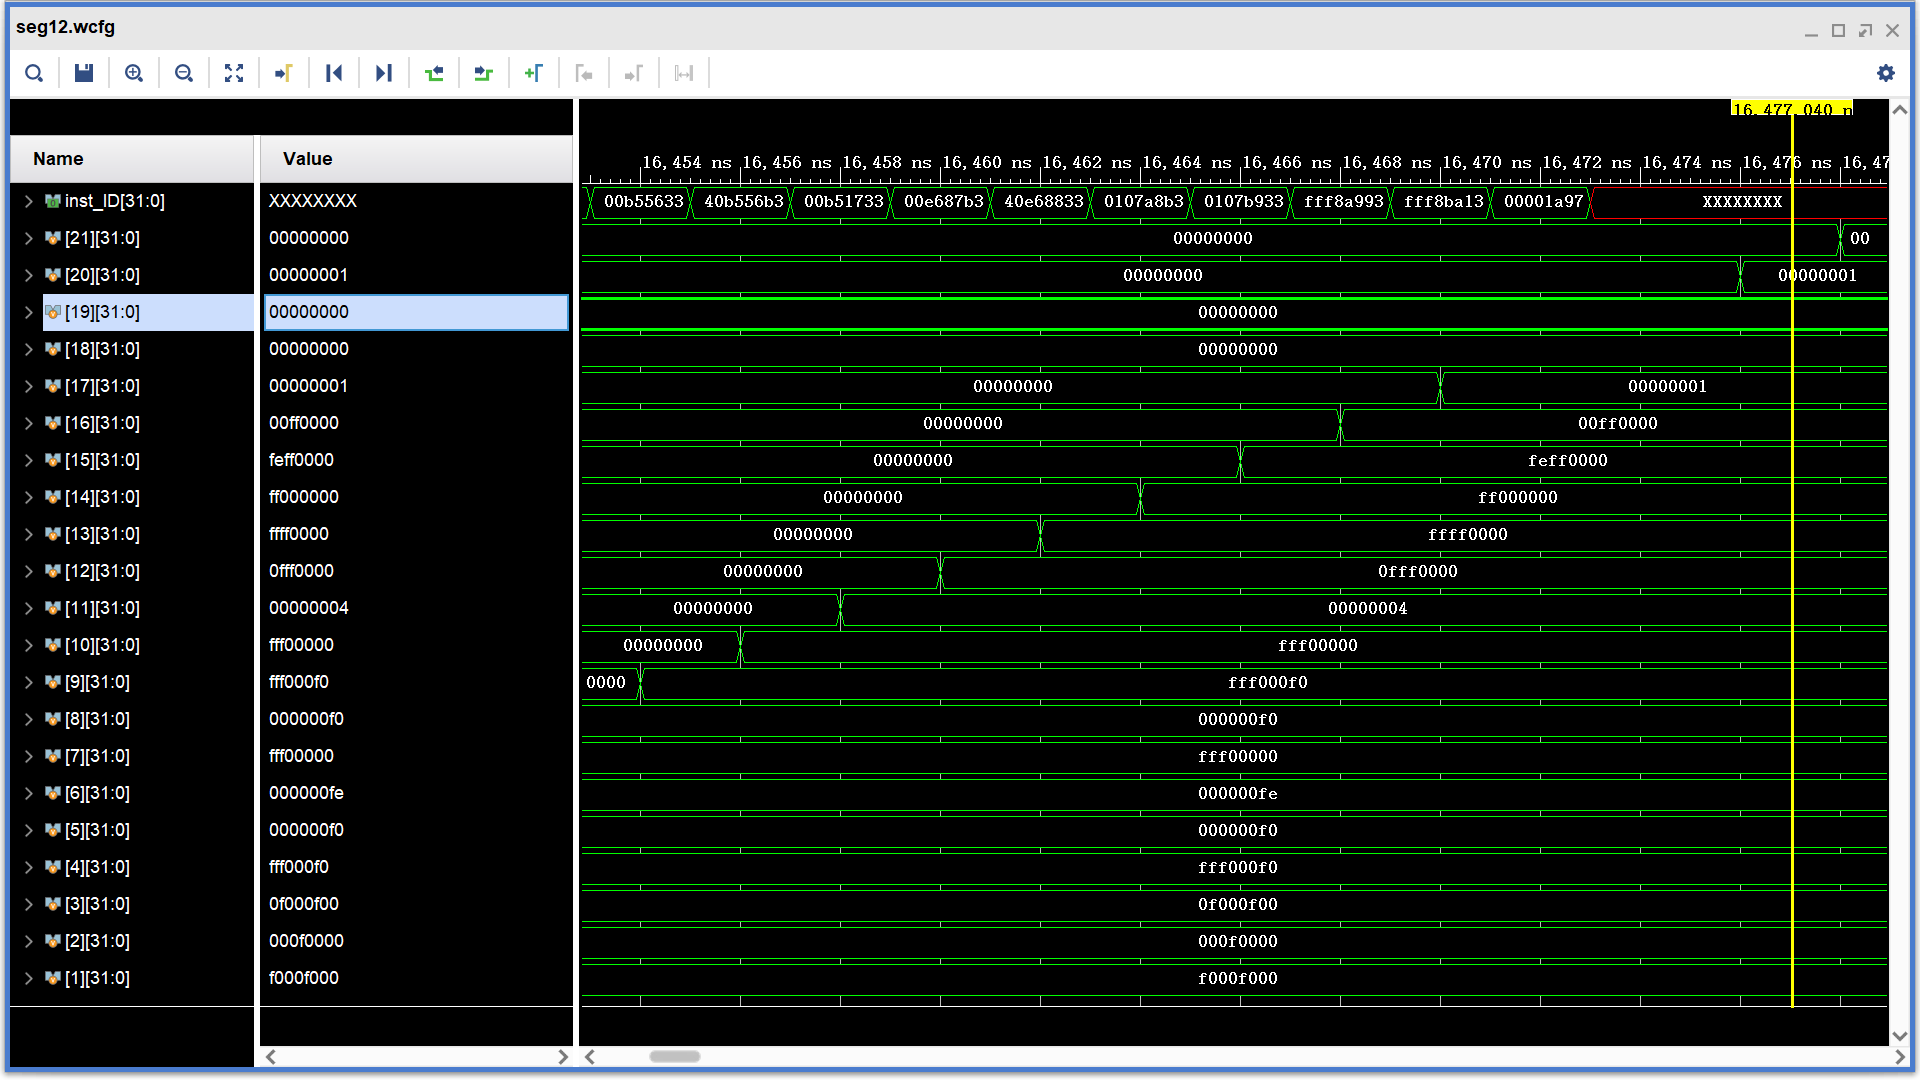 seg12.wcfg
16,477.040 n
Name Value
16,454 ns 16,456 ns 16,458 ns 16,460 ns 16,462 ns 16,464 ns 16,466 ns 16,468 ns 16,470 ns 16,472 ns 16,474 ns 16,476 ns 16,47
inst_ID[31:0] XXXXXXXX 00b55633 40b556b3 00b51733 00e687b3 40e68833 0107a8b3 0107b933 fff8a993 fff8ba13 00001a97 XXXXXXXX
[21][31:0] 00000000 00000000 00
[20][31:0] 00000001 00000000 00000001
[19][31:0] 00000000 00000000
[18][31:0] 00000000 00000000
[17][31:0] 00000001 00000000 00000001
[16][31:0] 00ff0000 00000000 00ff0000
[15][31:0] feff0000 00000000 feff0000
[14][31:0] ff000000 00000000 ff000000
[13][31:0] ffff0000 00000000 ffff0000
[12][31:0] 0fff0000 00000000 0fff0000
[11][31:0] 00000004 00000000 00000004
[10][31:0] fff00000 00000000 fff00000
[9][31:0] fff000f0 0000 fff000f0
[8][31:0] 000000f0 000000f0
[7][31:0] fff00000 fff00000
[6][31:0] 000000fe 000000fe
[5][31:0] 000000f0 000000f0
[4][31:0] fff000f0 fff000f0
[3][31:0] 0f000f00 0f000f00
[2][31:0] 000f0000 000f0000
[1][31:0] f000f000 f000f000